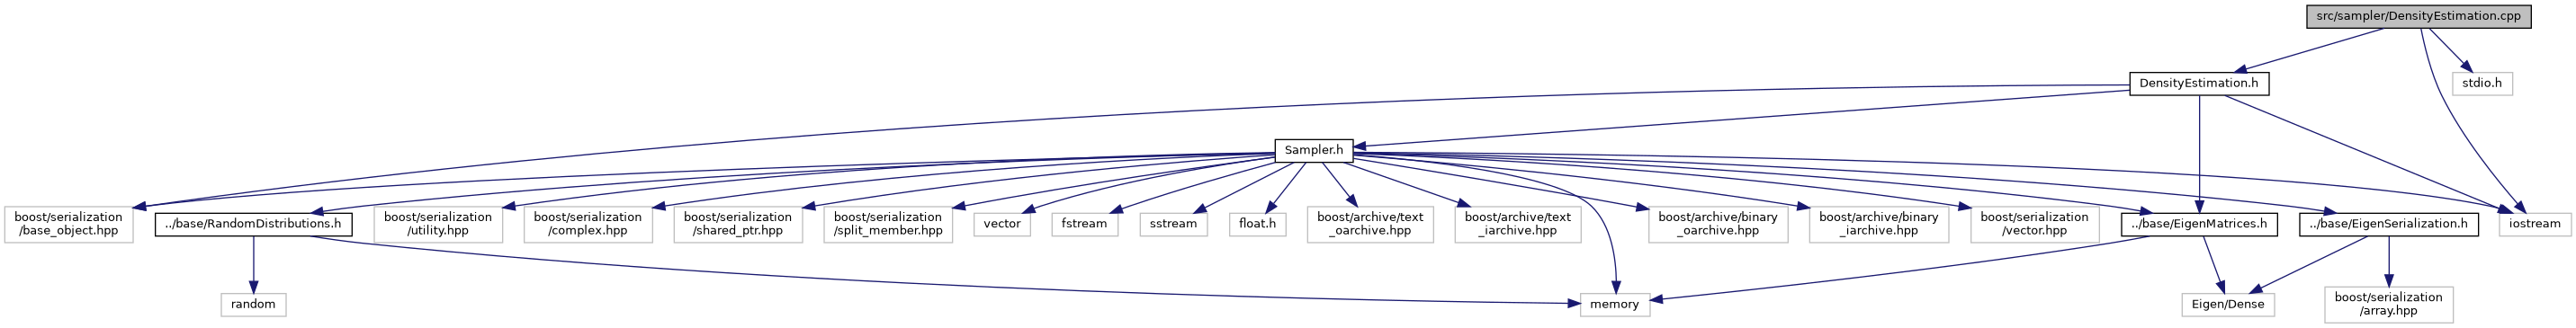 src/sampler/DensityEstimation.cpp
DensityEstimation.h
stdio.h
Sampler.h
boost/serialization
/base_object.hpp
../base/RandomDistributions.h
boost/serialization
/utility.hpp
boost/serialization
/complex.hpp
boost/serialization
/shared_ptr.hpp
boost/serialization
/split_member.hpp
vector
fstream
sstream
float.h
boost/archive/text
_oarchive.hpp
boost/archive/text
_iarchive.hpp
boost/archive/binary
_oarchive.hpp
boost/archive/binary
_iarchive.hpp
boost/serialization
/vector.hpp
../base/EigenMatrices.h
../base/EigenSerialization.h
iostream
random
memory
Eigen/Dense
boost/serialization
/array.hpp